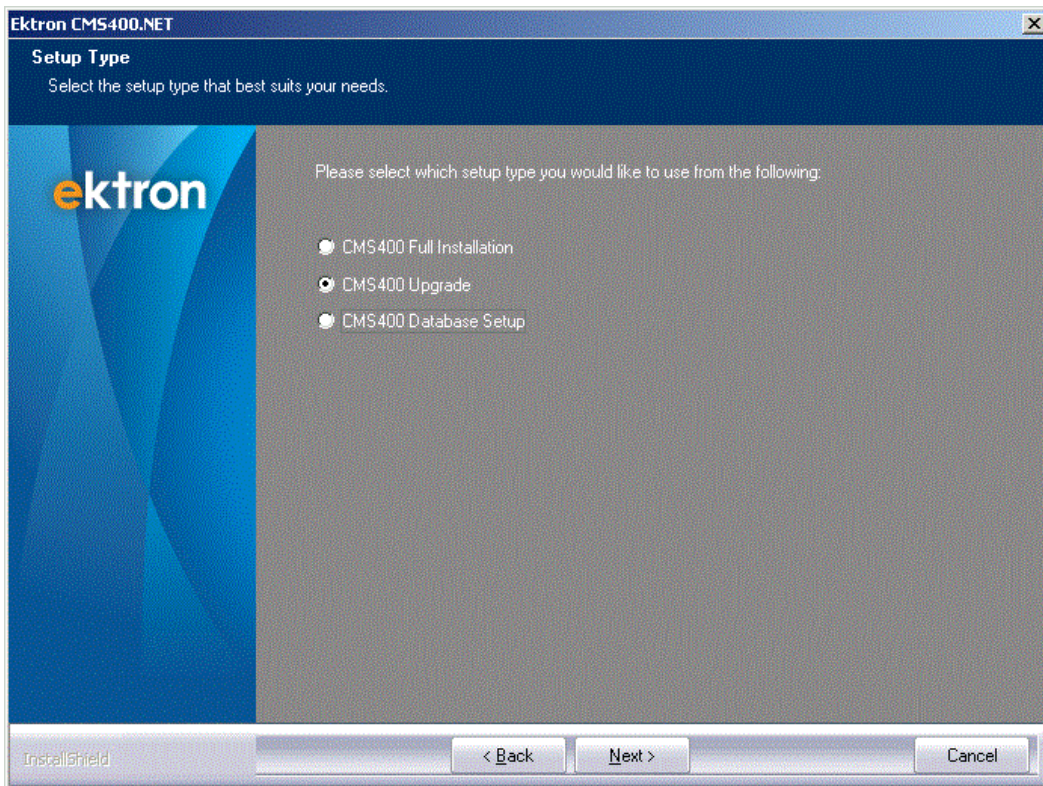 Ektron CMS400.NET
Setup Type
Select the setup type that best suits your needs.
ektron
Please select which setup type you would like to use from the following:
CMS400 Full Installation
CMS400 Upgrade
CMS400 Database Setup
InstallShield
< Back
Next >
Cancel